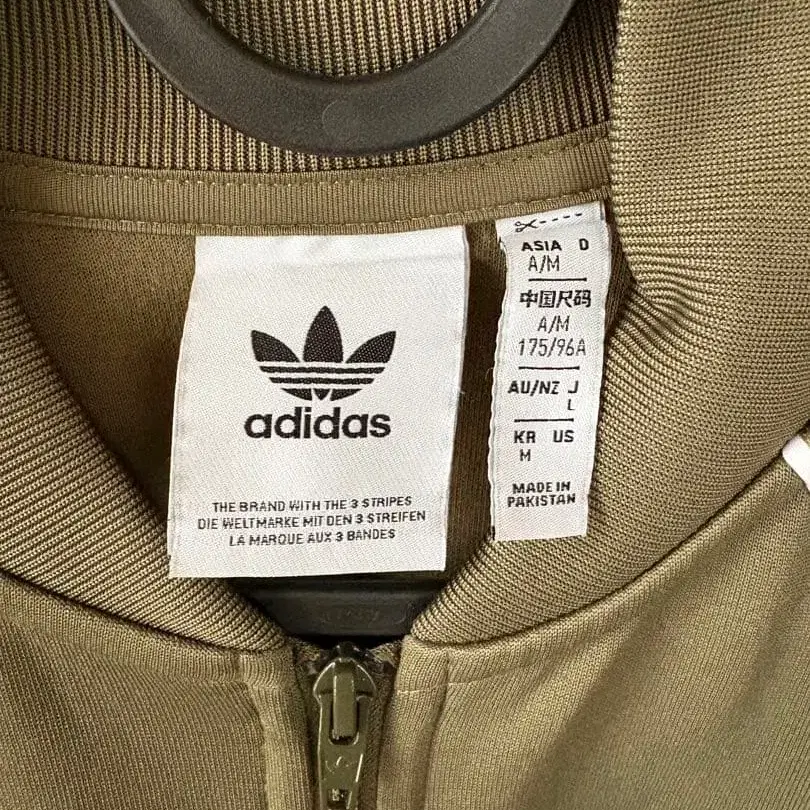 adidas
THE BRAND WITH THE 3 STRIPES
DIE WELTMARKE MIT DEN 3 STREIFEN
LA MARQUE AUX 3 BANDES
ASIA D
A/M
中国尺码
A/M
175/96A
AU/NZ J
L
KR US
M
MADE IN
PAKISTAN